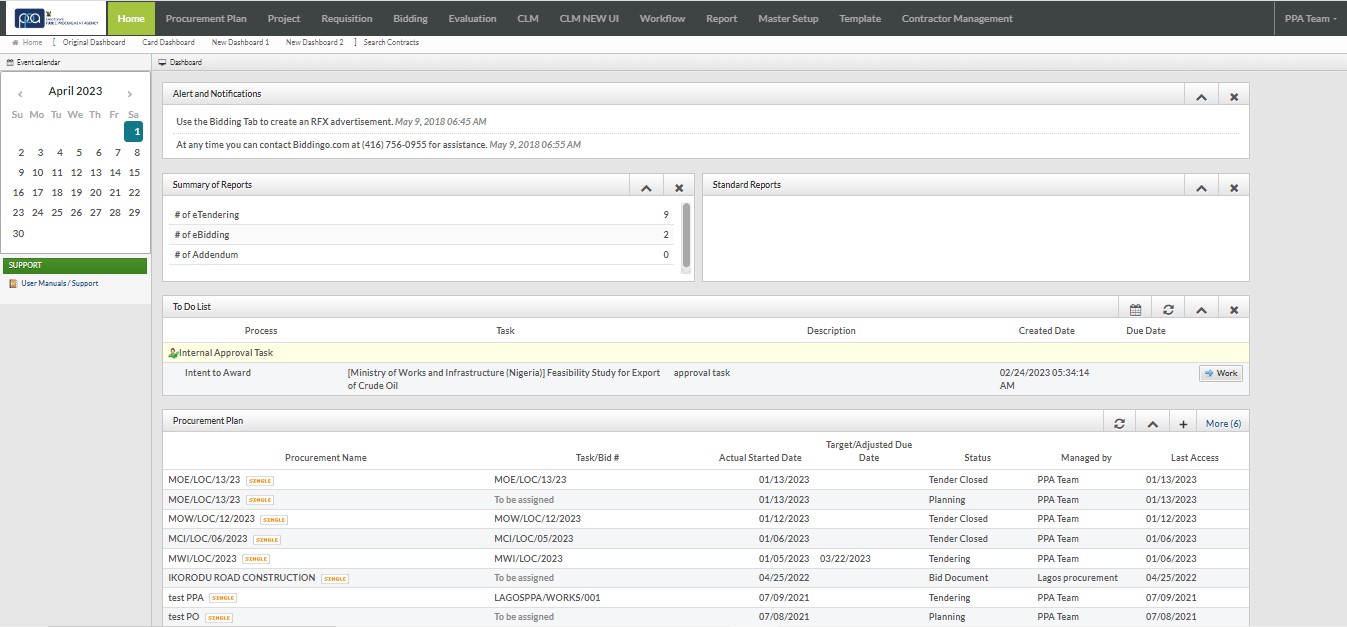 ppa PUBLIC PROCUREMENT AGENCY Home Procurement Plan Project Requisition Bidding Evaluation CLM CLM NEW UI Workflow Report Master Setup Template Contractor Management PPA Team
Home [ Original Dashboard Card Dashboard New Dashboard 1 New Dashboard 2 ] Search Contracts
Event calendar
Dashboard
‹ April 2023 ›
Su Mo Tu We Th Fr Sa
1
2 3 4 5 6 7 8
9 10 11 12 13 14 15
16 17 18 19 20 21 22
23 24 25 26 27 28 29
30
SUPPORT
User Manuals / Support
Alert and Notifications
Use the Bidding Tab to create an RFX advertisement. May 9, 2018 06:45 AM
At any time you can contact Biddingo.com at (416) 756-0955 for assistance. May 9, 2018 06:55 AM
Summary of Reports
# of eTendering 9
# of eBidding 2
# of Addendum 0
Standard Reports
To Do List
Process Task Description Created Date Due Date
Internal Approval Task
Intent to Award [Ministry of Works and Infrastructure (Nigeria)] Feasibility Study for Export approval task 02/24/2023 05:34:14 Work
of Crude Oil AM
Procurement Plan More (6)
Target/Adjusted Due
Procurement Name Task/Bid # Actual Started Date Date Status Managed by Last Access
MOE/LOC/13/23 SINGLE MOE/LOC/13/23 01/13/2023 Tender Closed PPA Team 01/13/2023
MOE/LOC/13/23 SINGLE To be assigned 01/13/2023 Planning PPA Team 01/13/2023
MOW/LOC/12/2023 SINGLE MOW/LOC/12/2023 01/12/2023 Tender Closed PPA Team 01/12/2023
MCI/LOC/06/2023 SINGLE MCI/LOC/05/2023 01/06/2023 Tender Closed PPA Team 01/06/2023
MWI/LOC/2023 SINGLE MWI/LOC/2023 01/05/2023 03/22/2023 Tendering PPA Team 01/06/2023
IKORODU ROAD CONSTRUCTION SINGLE To be assigned 04/25/2022 Bid Document Lagos procurement 04/25/2022
test PPA SINGLE LAGOSPPA/WORKS/001 07/09/2021 Tendering PPA Team 07/09/2021
test PO SINGLE To be assigned 07/08/2021 Planning PPA Team 07/08/2021